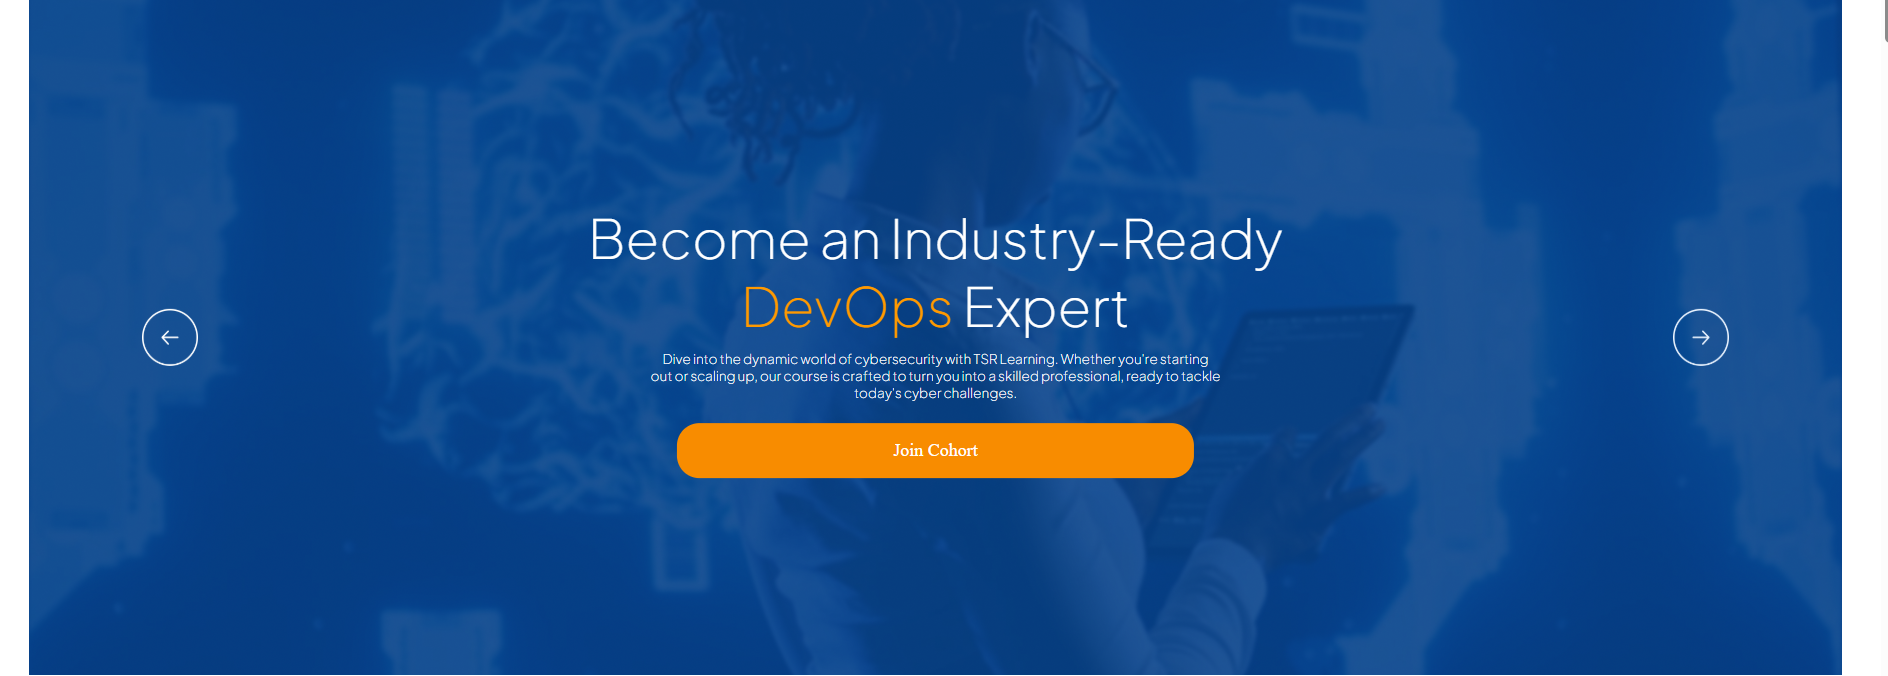 Become an Industry-Ready
DevOps Expert
Dive into the dynamic world of cybersecurity with TSR Learning. Whether you're starting
out or scaling up, our course is crafted to turn you into a skilled professional, ready to tackle
today's cyber challenges.
Join Cohort